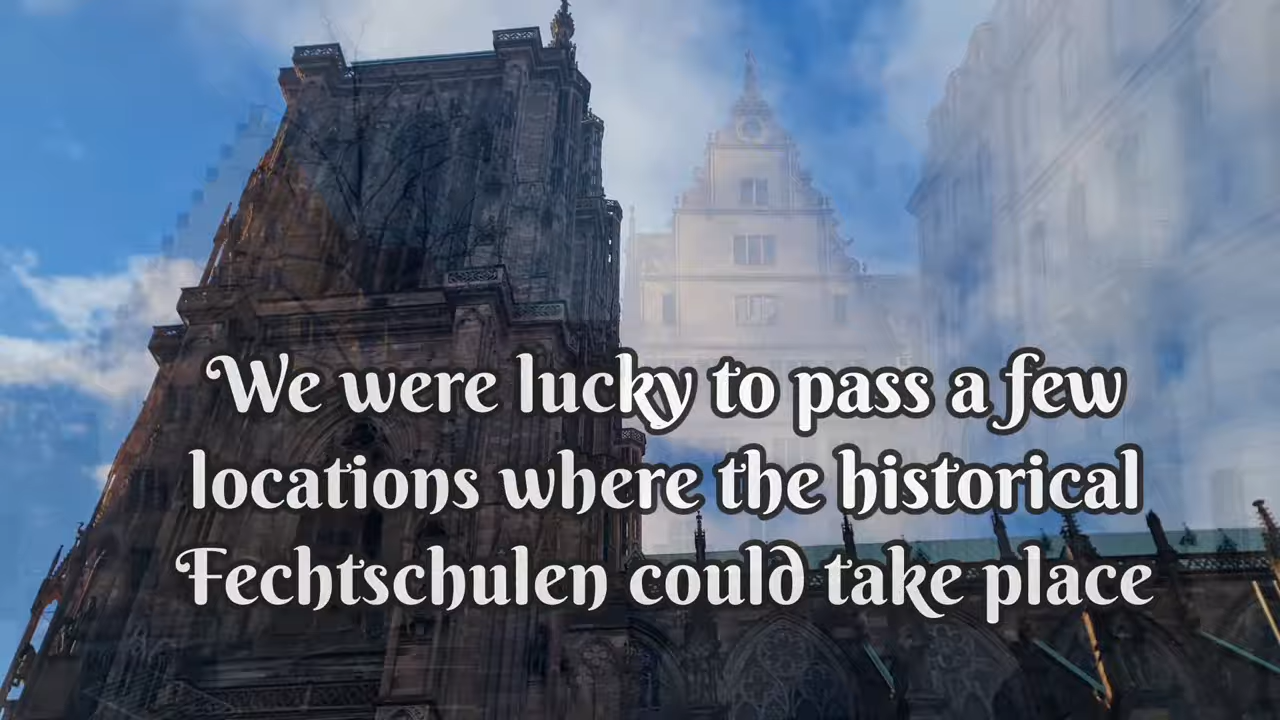 We were lucky to pass a few
locations where the historical
Fechtschulen could take place